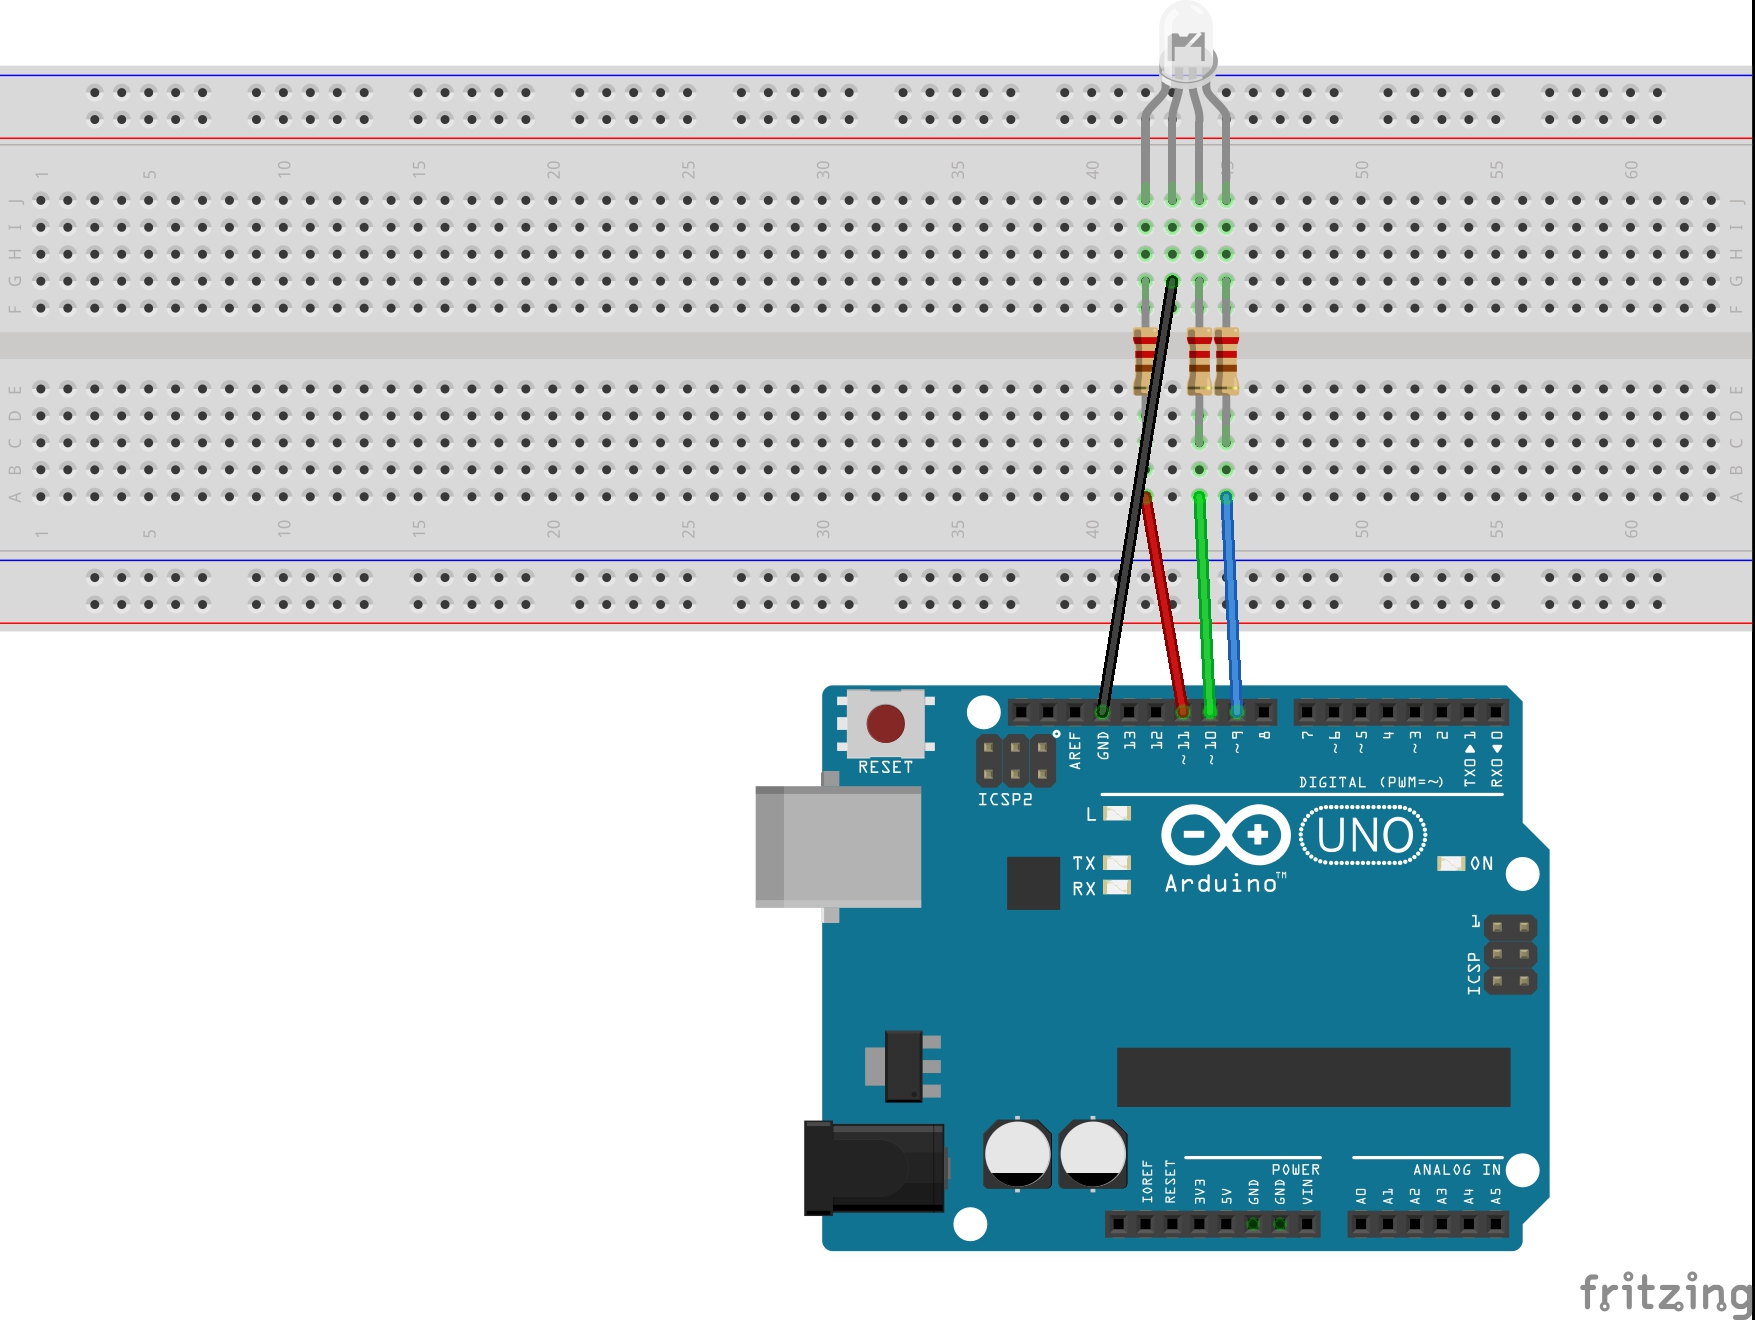 1 5 10 15 20 25 30 35 40 45 50 55 60
J J
I I
H H
G G
F F
E E
D D
C C
B B
A A
1 5 10 15 20 25 30 35 40 45 50 55 60
RESET
ICSP2
AREF
GND
13
12
~11
~10
~9
8
7
~6
~5
4
~3
2
TX0▶1
RX0◀0
DIGITAL (PWM=~)
L
TX
RX
UNO
Arduino™
ON
1
ICSP
POWER
ANALOG IN
IOREF
RESET
3V3
5V
GND
GND
VIN
A0
A1
A2
A3
A4
A5
fritzing